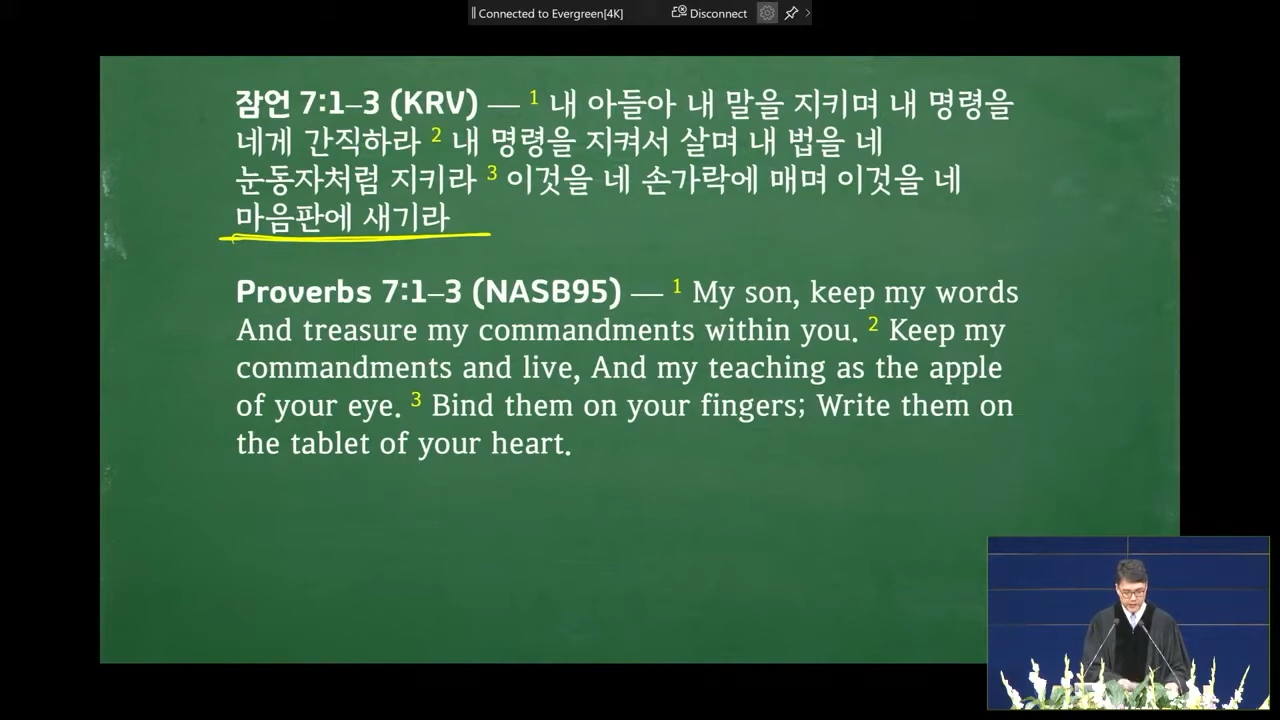 Connected to Evergreen[4K] Disconnect
잠언 7:1–3 (KRV) — 1 내 아들아 내 말을 지키며 내 명령을
네게 간직하라 2 내 명령을 지켜서 살며 내 법을 네
눈동자처럼 지키라 3 이것을 네 손가락에 매며 이것을 네
마음판에 새기라
Proverbs 7:1–3 (NASB95) — 1 My son, keep my words
And treasure my commandments within you. 2 Keep my
commandments and live, And my teaching as the apple
of your eye. 3 Bind them on your fingers; Write them on
the tablet of your heart.